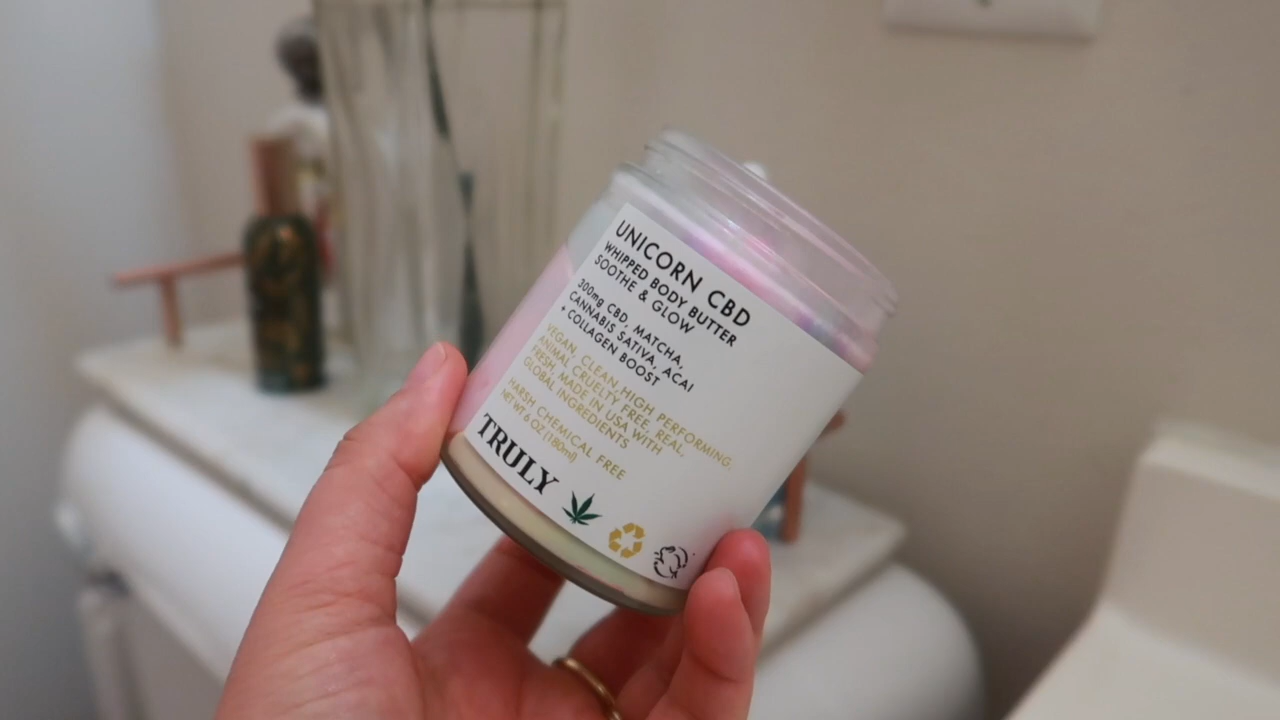 UNICORN CBD
WHIPPED BODY BUTTER
SOOTHE & GLOW
300mg CBD, MATCHA,
CANNABIS SATIVA, ACAI
+ COLLAGEN BOOST
VEGAN, CLEAN, HIGH PERFORMING,
ANIMAL CRUELTY FREE, REAL,
FRESH, MADE IN USA WITH
GLOBAL INGREDIENTS
HARSH CHEMICAL FREE
NET WT 6 OZ (180ml)
TRULY